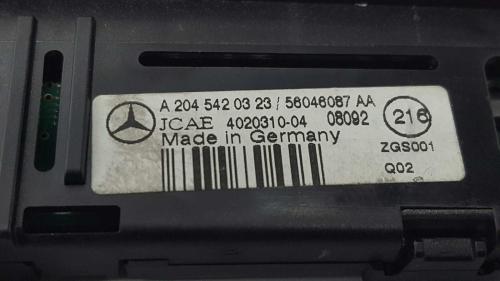 A 204 542 03 23 / 56046087 AA
JCAE 4020310-04 08092 216
Made in Germany
ZGS001
Q02